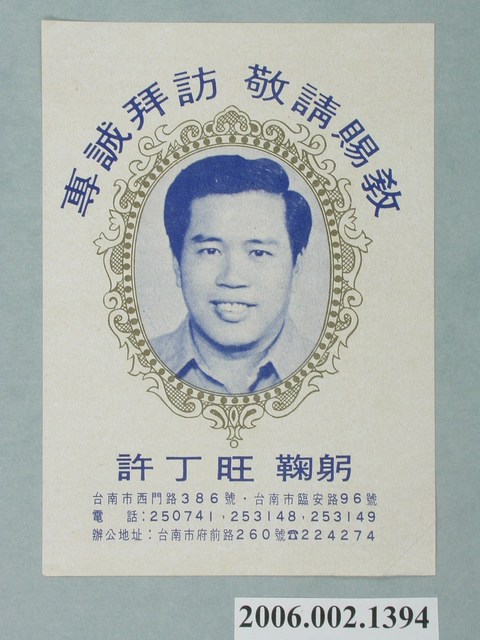 專誠拜訪 敬請賜教
許丁旺 鞠躬
台南市西門路386號·台南市臨安路96號
電　話：250741，253148，253149
辦公地址：台南市府前路260號☎224274
2006.002.1394